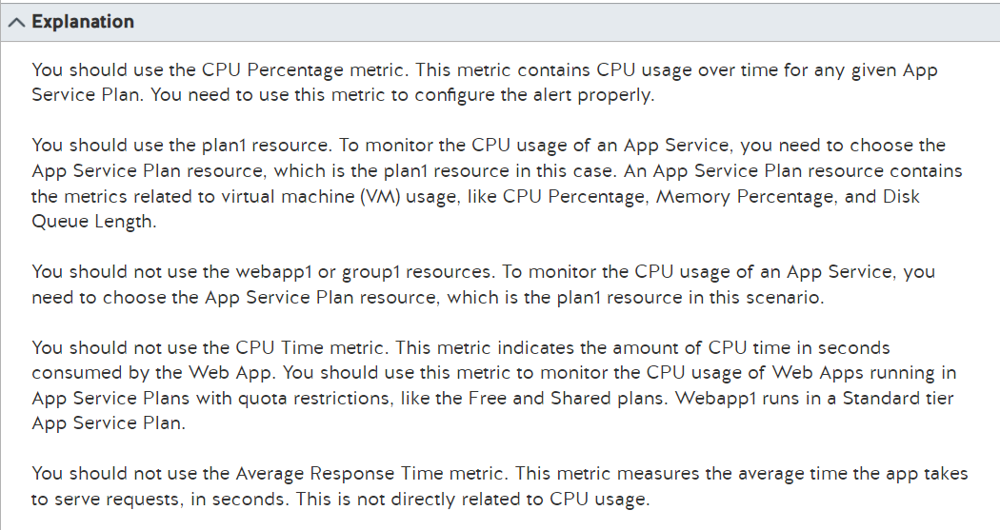 Explanation
You should use the CPU Percentage metric. This metric contains CPU usage over time for any given App
Service Plan. You need to use this metric to configure the alert properly.
You should use the plan1 resource. To monitor the CPU usage of an App Service, you need to choose the
App Service Plan resource, which is the plan1 resource in this case. An App Service Plan resource contains
the metrics related to virtual machine (VM) usage, like CPU Percentage, Memory Percentage, and Disk
Queue Length.
You should not use the webapp1 or group1 resources. To monitor the CPU usage of an App Service, you
need to choose the App Service Plan resource, which is the plan1 resource in this scenario.
You should not use the CPU Time metric. This metric indicates the amount of CPU time in seconds
consumed by the Web App. You should use this metric to monitor the CPU usage of Web Apps running in
App Service Plans with quota restrictions, like the Free and Shared plans. Webapp1 runs in a Standard tier
App Service Plan.
You should not use the Average Response Time metric. This metric measures the average time the app takes
to serve requests, in seconds. This is not directly related to CPU usage.